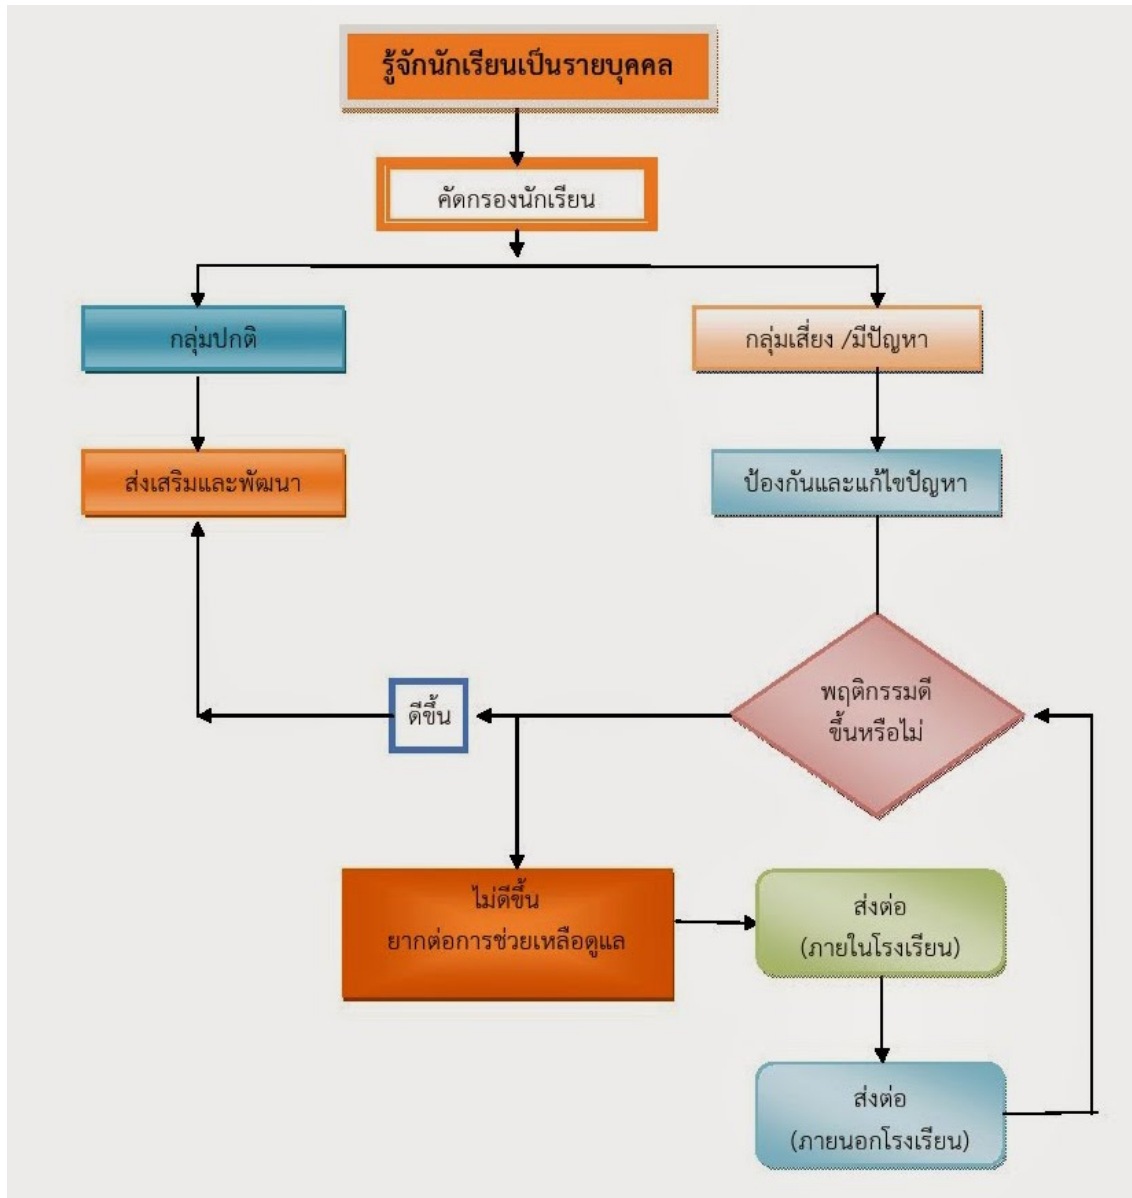 รู้จักนักเรียนเป็นรายบุคคล
คัดกรองนักเรียน
กลุ่มปกติ
กลุ่มเสี่ยง /มีปัญหา
ส่งเสริมและพัฒนา
ป้องกันและแก้ไขปัญหา
พฤติกรรมดี
ขึ้นหรือไม่
ดีขึ้น
ไม่ดีขึ้น
ยากต่อการช่วยเหลือดูแล
ส่งต่อ
(ภายในโรงเรียน)
ส่งต่อ
(ภายนอกโรงเรียน)